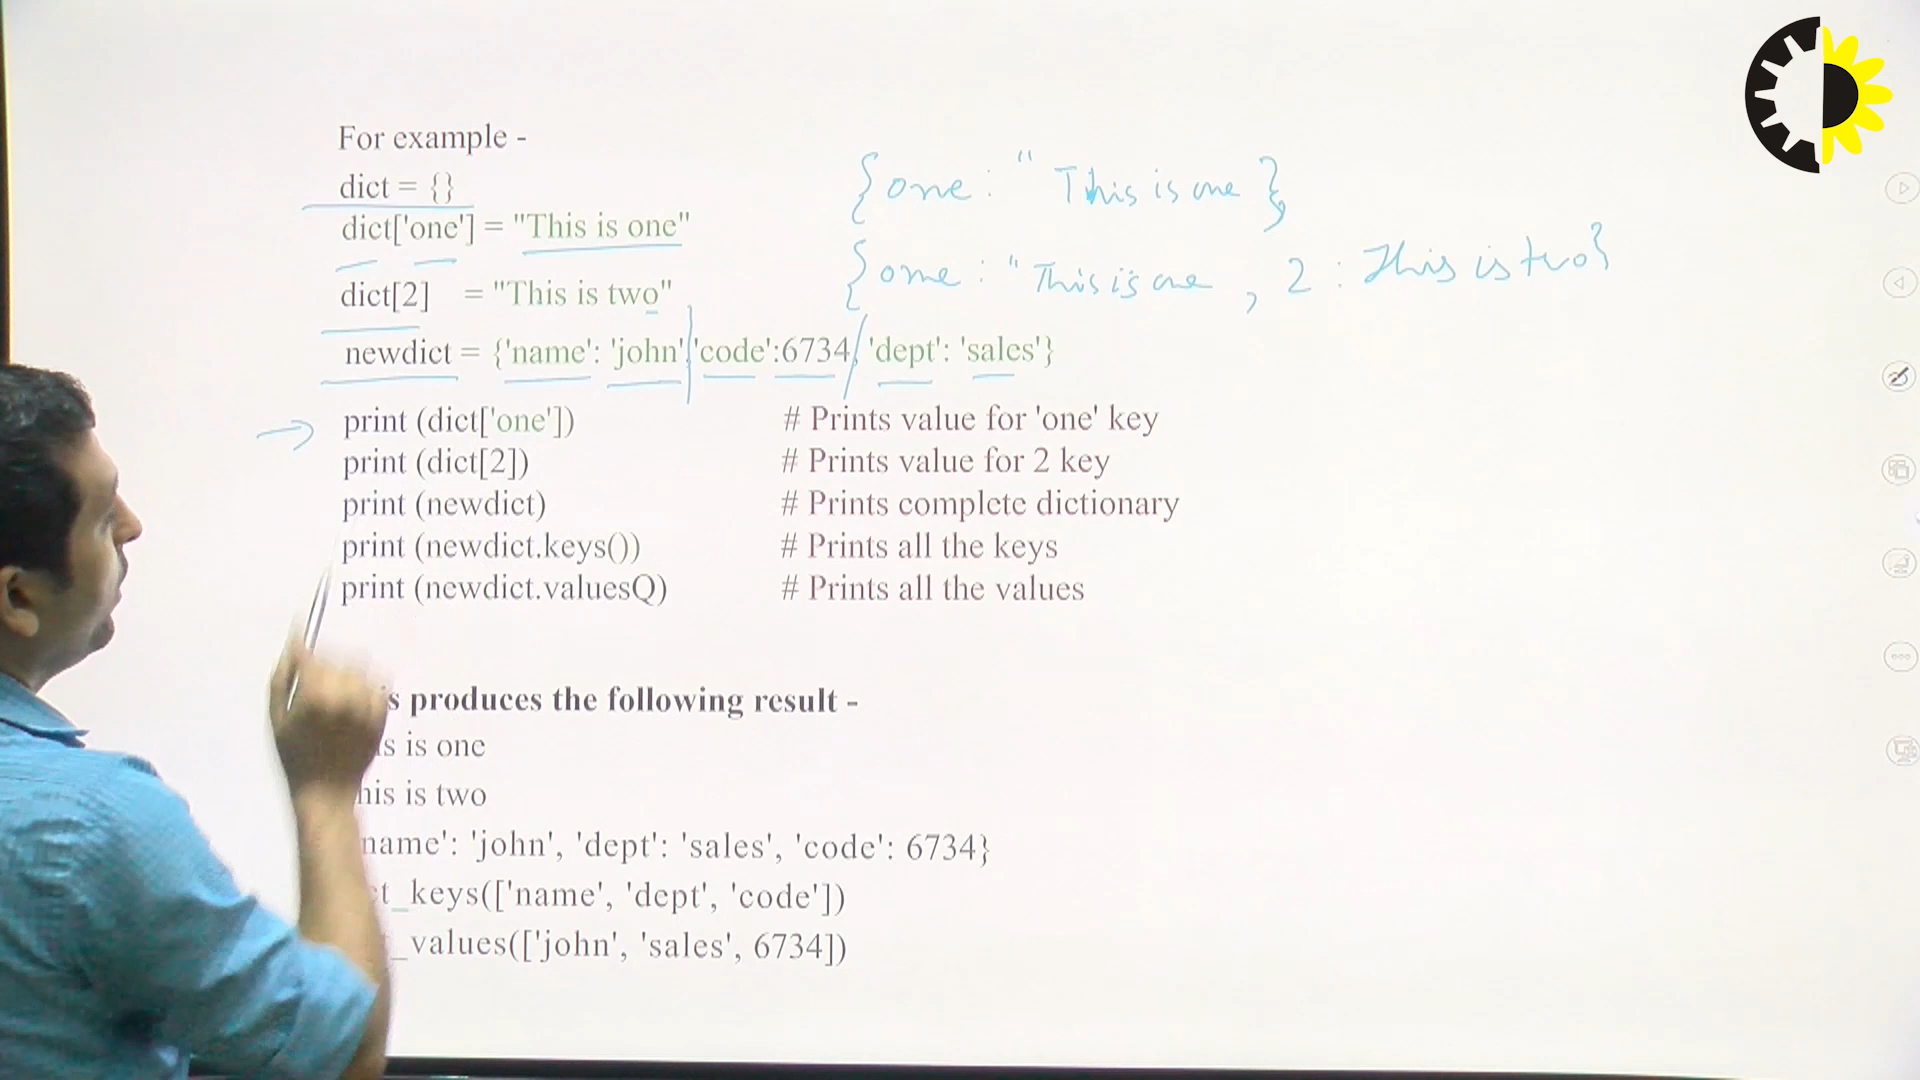 For example -
dict = {}
dict['one'] = "This is one"
dict[2] = "This is two"
newdict = {'name': 'john', 'code':6734, 'dept': 'sales'}
{one: " This is one},
{one: " This is one , 2 : This is two}
print (dict['one']) # Prints value for 'one' key
print (dict[2]) # Prints value for 2 key
print (newdict) # Prints complete dictionary
print (newdict.keys()) # Prints all the keys
print (newdict.valuesQ) # Prints all the values
s produces the following result -
s is one
his is two
name': 'john', 'dept': 'sales', 'code': 6734}
t_keys(['name', 'dept', 'code'])
_values(['john', 'sales', 6734])